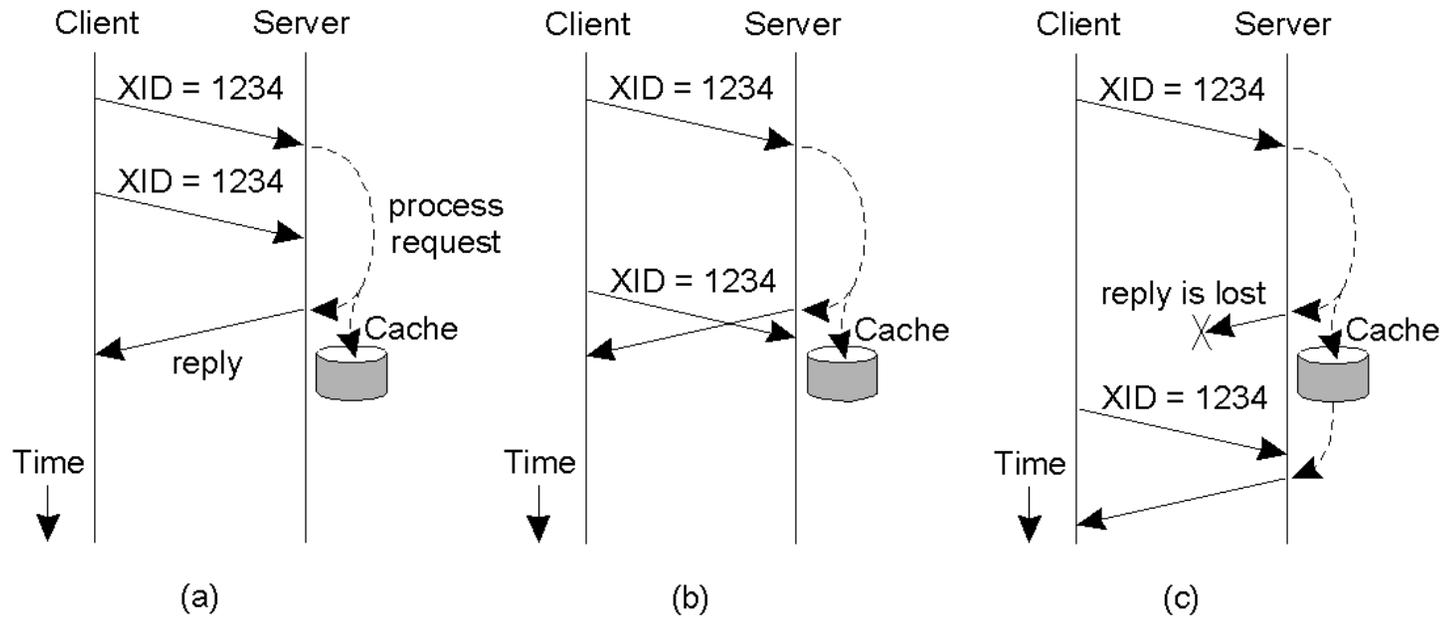 Client Server
XID = 1234
XID = 1234
process
request
Cache
reply
Time
(a)
Client Server
XID = 1234
XID = 1234
Cache
Time
(b)
Client Server
XID = 1234
reply is lost
Cache
XID = 1234
Time
(c)